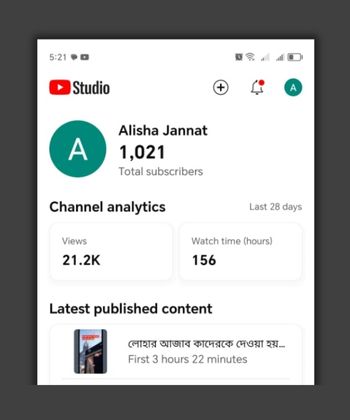 5:21
Studio
A
A
Alisha Jannat
1,021
Total subscribers
Channel analytics Last 28 days
Views Watch time (hours)
21.2K 156
Latest published content
লোহার আজাব কাদেরকে দেওয়া হয়...
First 3 hours 22 minutes